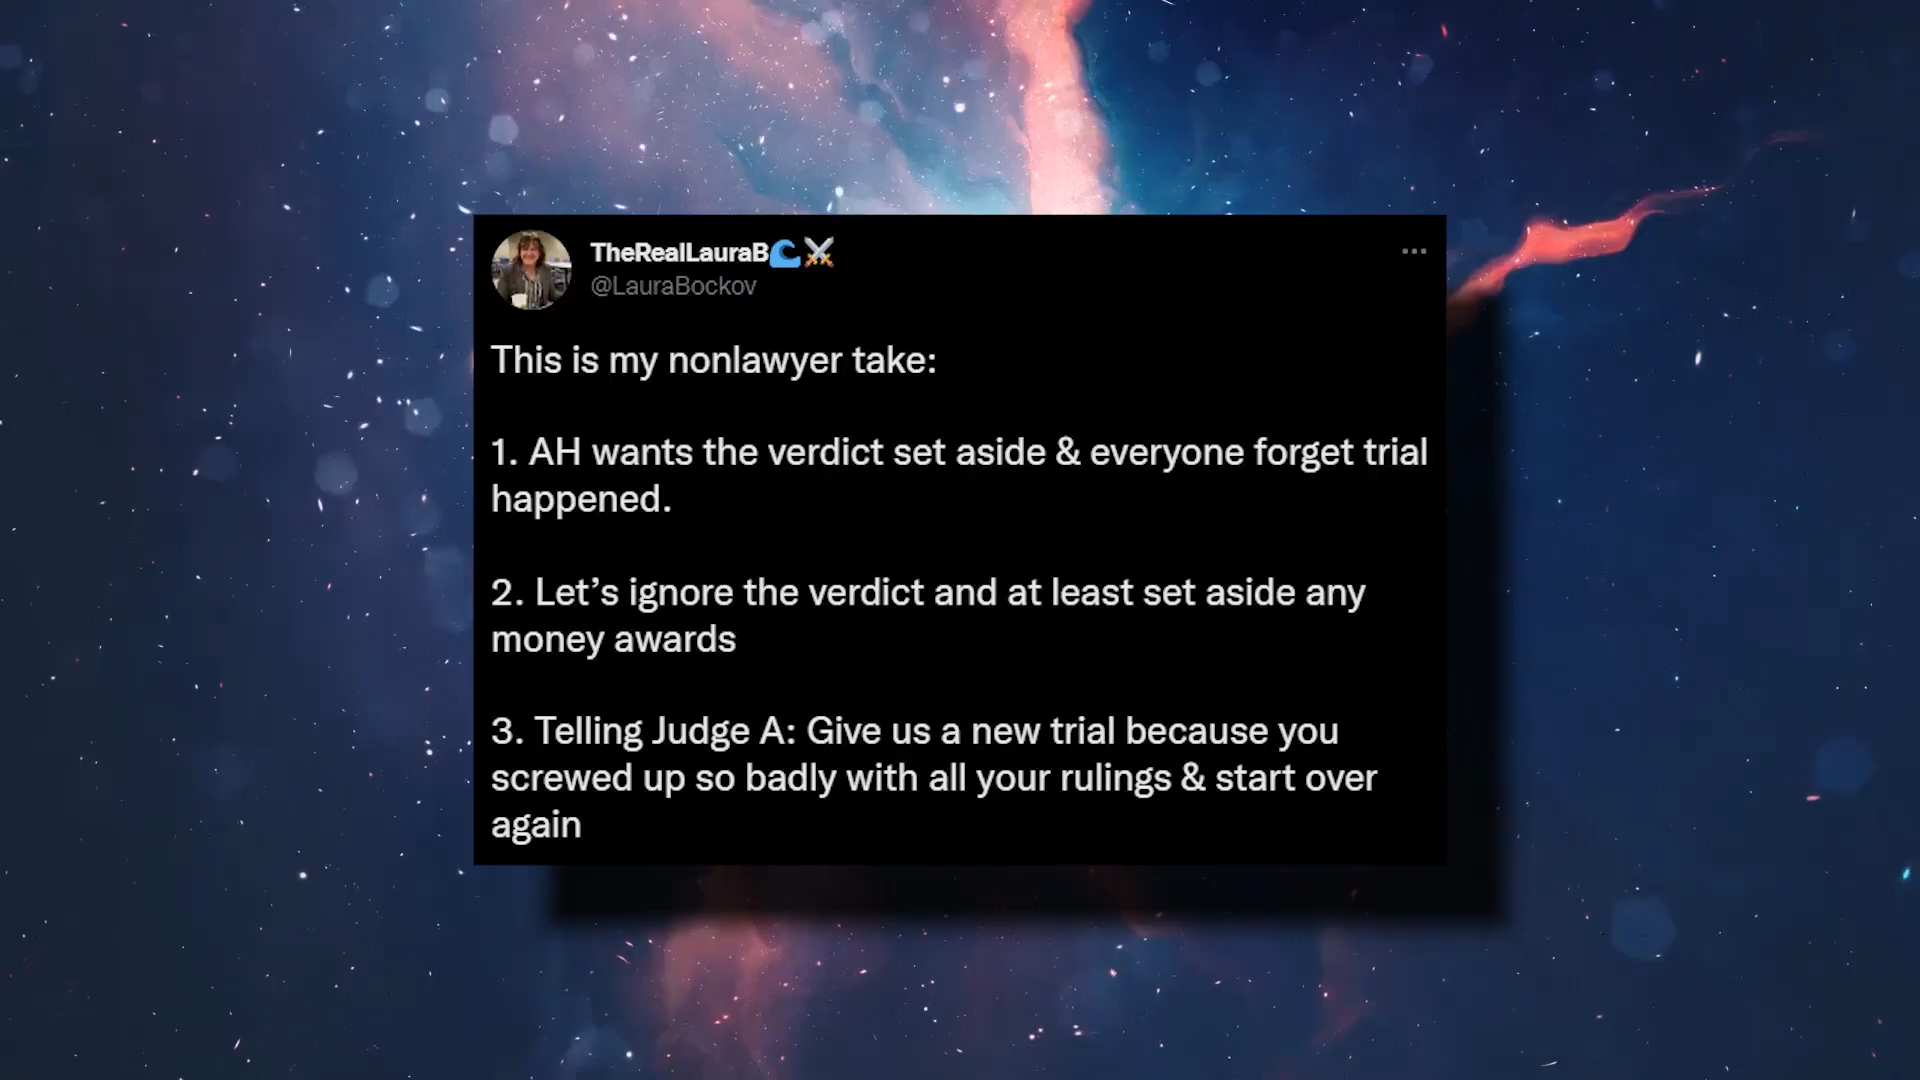 TheRealLauraB🌊⚔
@LauraBockov
This is my nonlawyer take:
1. AH wants the verdict set aside & everyone forget trial
happened.
2. Let’s ignore the verdict and at least set aside any
money awards
3. Telling Judge A: Give us a new trial because you
screwed up so badly with all your rulings & start over
again